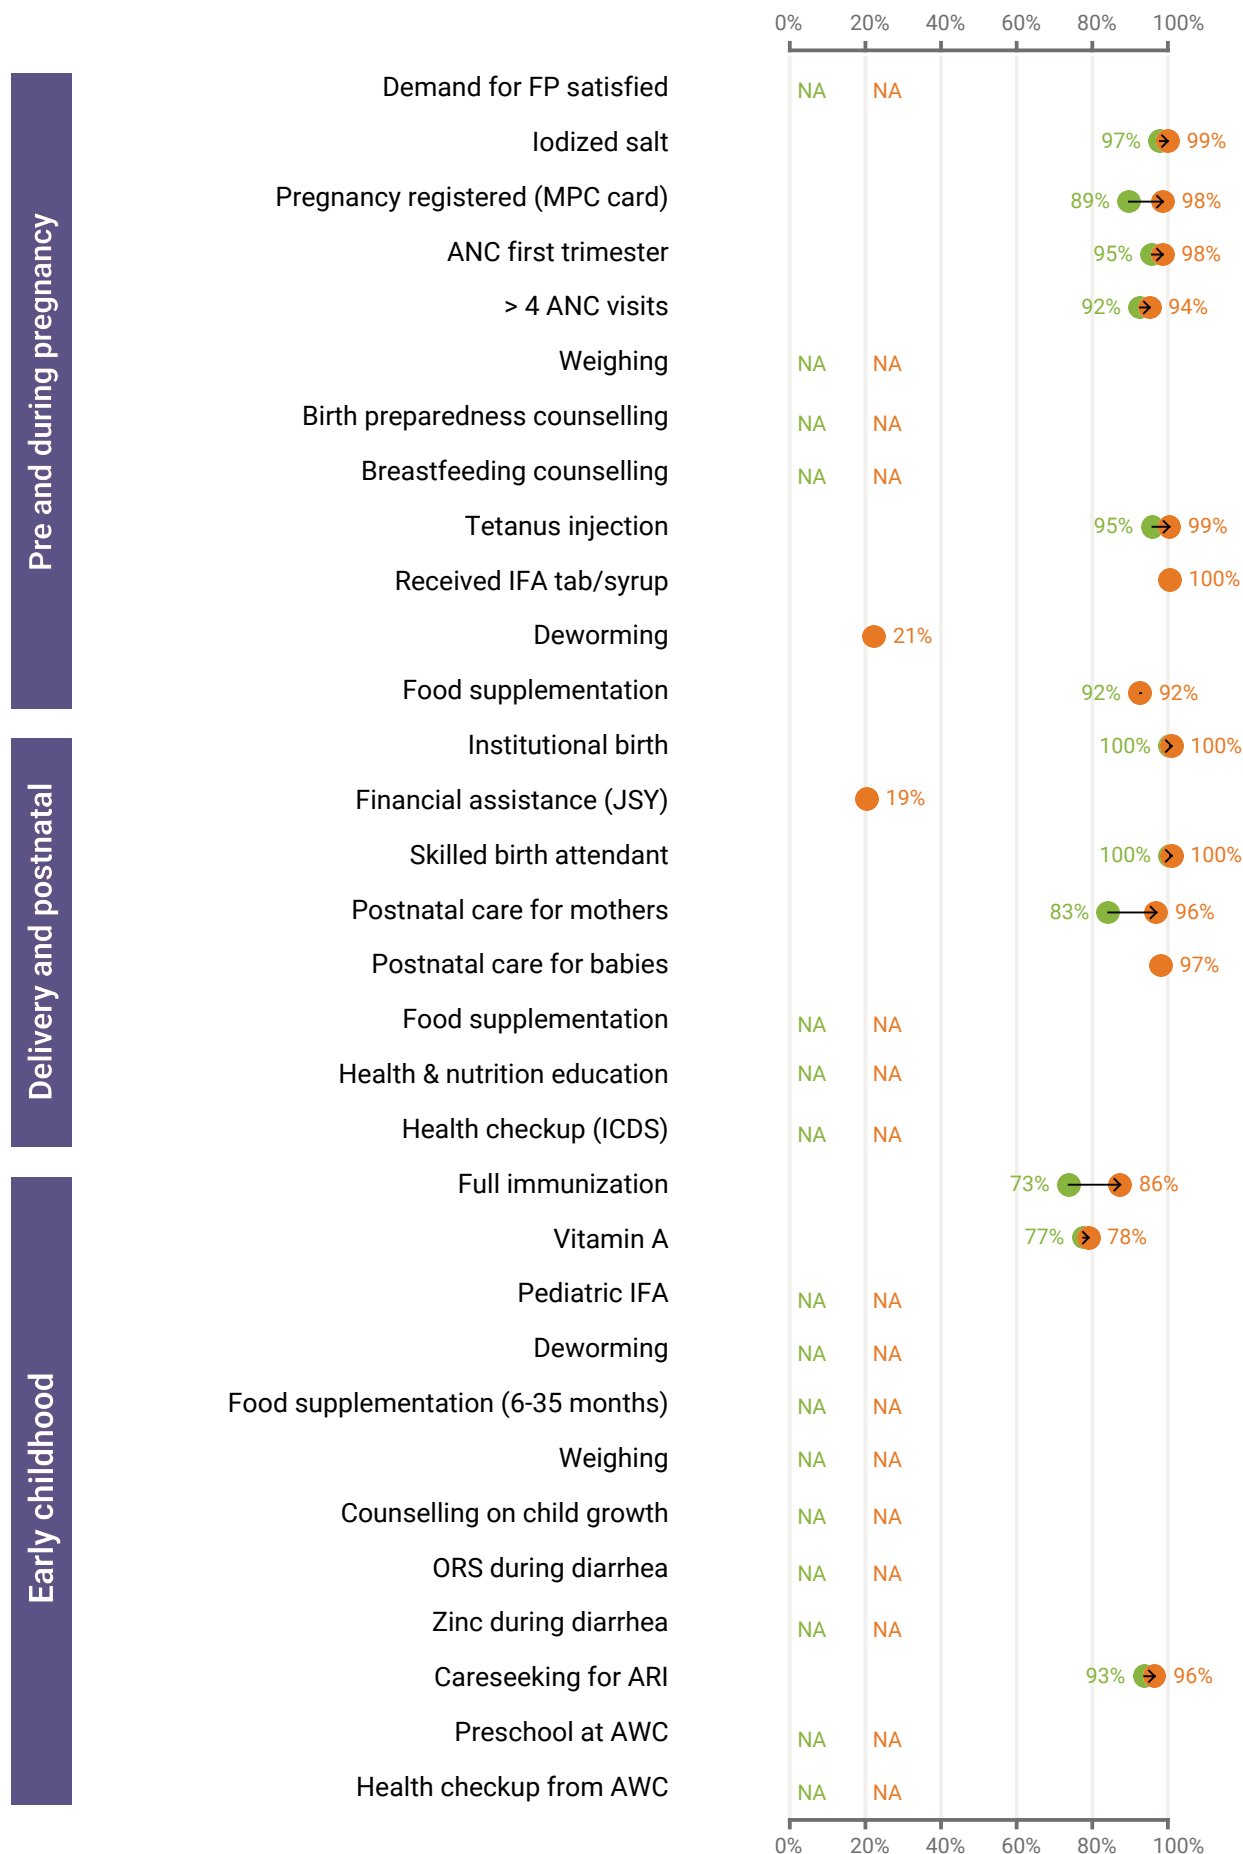 0% 20% 40% 60% 80% 100%
Pre and during pregnancy
Demand for FP satisfied NA NA
Iodized salt 97% 99%
Pregnancy registered (MPC card) 89% 98%
ANC first trimester 95% 98%
> 4 ANC visits 92% 94%
Weighing NA NA
Birth preparedness counselling NA NA
Breastfeeding counselling NA NA
Tetanus injection 95% 99%
Received IFA tab/syrup 100%
Deworming 21%
Food supplementation 92% 92%
Delivery and postnatal
Institutional birth 100% 100%
Financial assistance (JSY) 19%
Skilled birth attendant 100% 100%
Postnatal care for mothers 83% 96%
Postnatal care for babies 97%
Food supplementation NA NA
Health & nutrition education NA NA
Health checkup (ICDS) NA NA
Early childhood
Full immunization 73% 86%
Vitamin A 77% 78%
Pediatric IFA NA NA
Deworming NA NA
Food supplementation (6-35 months) NA NA
Weighing NA NA
Counselling on child growth NA NA
ORS during diarrhea NA NA
Zinc during diarrhea NA NA
Careseeking for ARI 93% 96%
Preschool at AWC NA NA
Health checkup from AWC NA NA
0% 20% 40% 60% 80% 100%